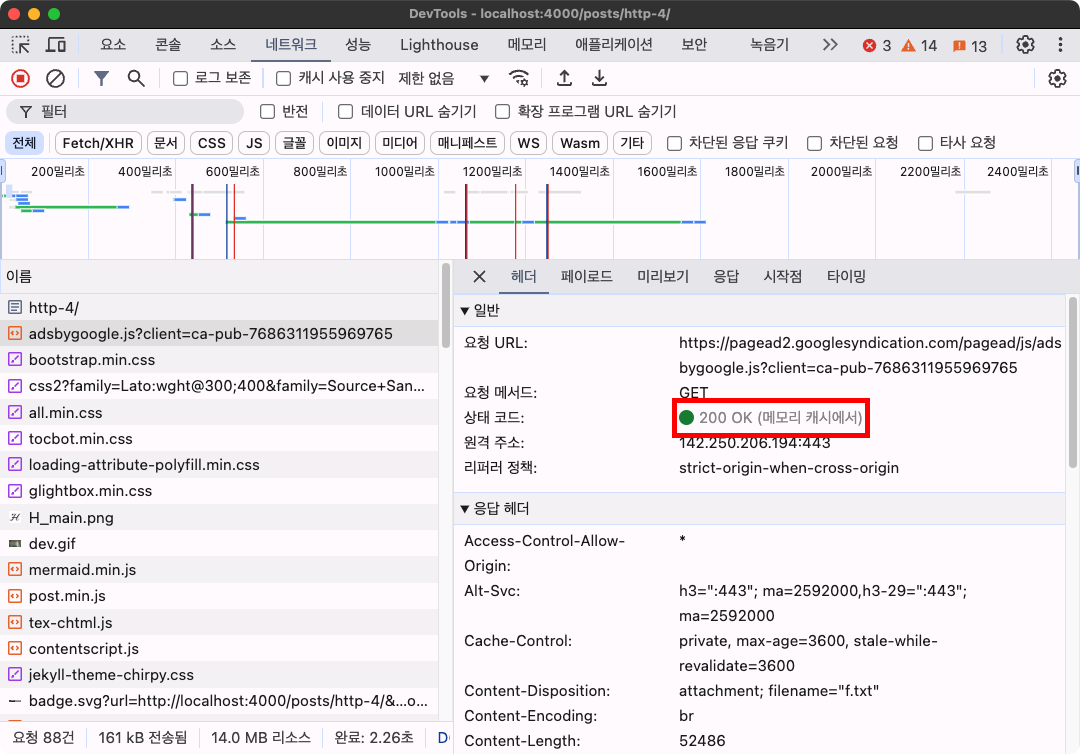 DevTools - localhost:4000/posts/http-4/
요소 콘솔 소스 네트워크 성능 Lighthouse 메모리 애플리케이션 보안 녹음기 3 14 13
로그 보존 캐시 사용 중지 제한 없음
필터 반전 데이터 URL 숨기기 확장 프로그램 URL 숨기기
전체 Fetch/XHR 문서 CSS JS 글꼴 이미지 미디어 매니페스트 WS Wasm 기타 차단된 응답 쿠키 차단된 요청 타사 요청
200밀리초 400밀리초 600밀리초 800밀리초 1000밀리초 1200밀리초 1400밀리초 1600밀리초 1800밀리초 2000밀리초 2200밀리초 2400밀리초
이름
http-4/
adsbygoogle.js?client=ca-pub-7686311955969765
bootstrap.min.css
css2?family=Lato:wght@300;400&family=Source+San...
all.min.css
tocbot.min.css
loading-attribute-polyfill.min.css
glightbox.min.css
H_main.png
dev.gif
mermaid.min.js
post.min.js
tex-chtml.js
contentscript.js
jekyll-theme-chirpy.css
badge.svg?url=http://localhost:4000/posts/http-4/&...o...
요청 88건 161 kB 전송됨 14.0 MB 리소스 완료: 2.26초
헤더 페이로드 미리보기 응답 시작점 타이밍
일반
요청 URL: https://pagead2.googlesyndication.com/pagead/js/ads
bygoogle.js?client=ca-pub-7686311955969765
요청 메서드: GET
상태 코드: 200 OK (메모리 캐시에서)
원격 주소: 142.250.206.194:443
리퍼러 정책: strict-origin-when-cross-origin
응답 헤더
Access-Control-Allow- *
Origin:
Alt-Svc: h3=":443"; ma=2592000,h3-29=":443";
ma=2592000
Cache-Control: private, max-age=3600, stale-while-
revalidate=3600
Content-Disposition: attachment; filename="f.txt"
Content-Encoding: br
Content-Length: 52486